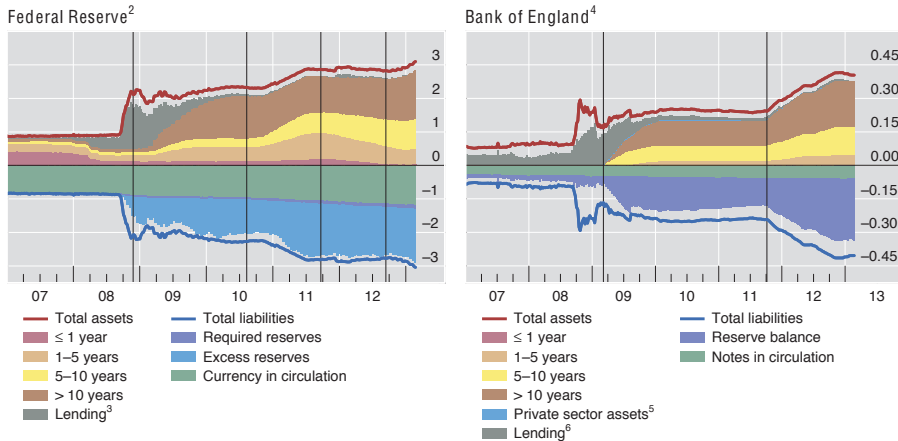 Federal Reserve2
Bank of England4
3
2
1
0
–1
–2
–3
0.45
0.30
0.15
0.00
–0.15
–0.30
–0.45
07 08 09 10 11 12
07 08 09 10 11 12 13
Total assets
≤ 1 year
1–5 years
5–10 years
> 10 years
Lending3
Total liabilities
Required reserves
Excess reserves
Currency in circulation
Total assets
≤ 1 year
1–5 years
5–10 years
> 10 years
Private sector assets5
Lending6
Total liabilities
Reserve balance
Notes in circulation